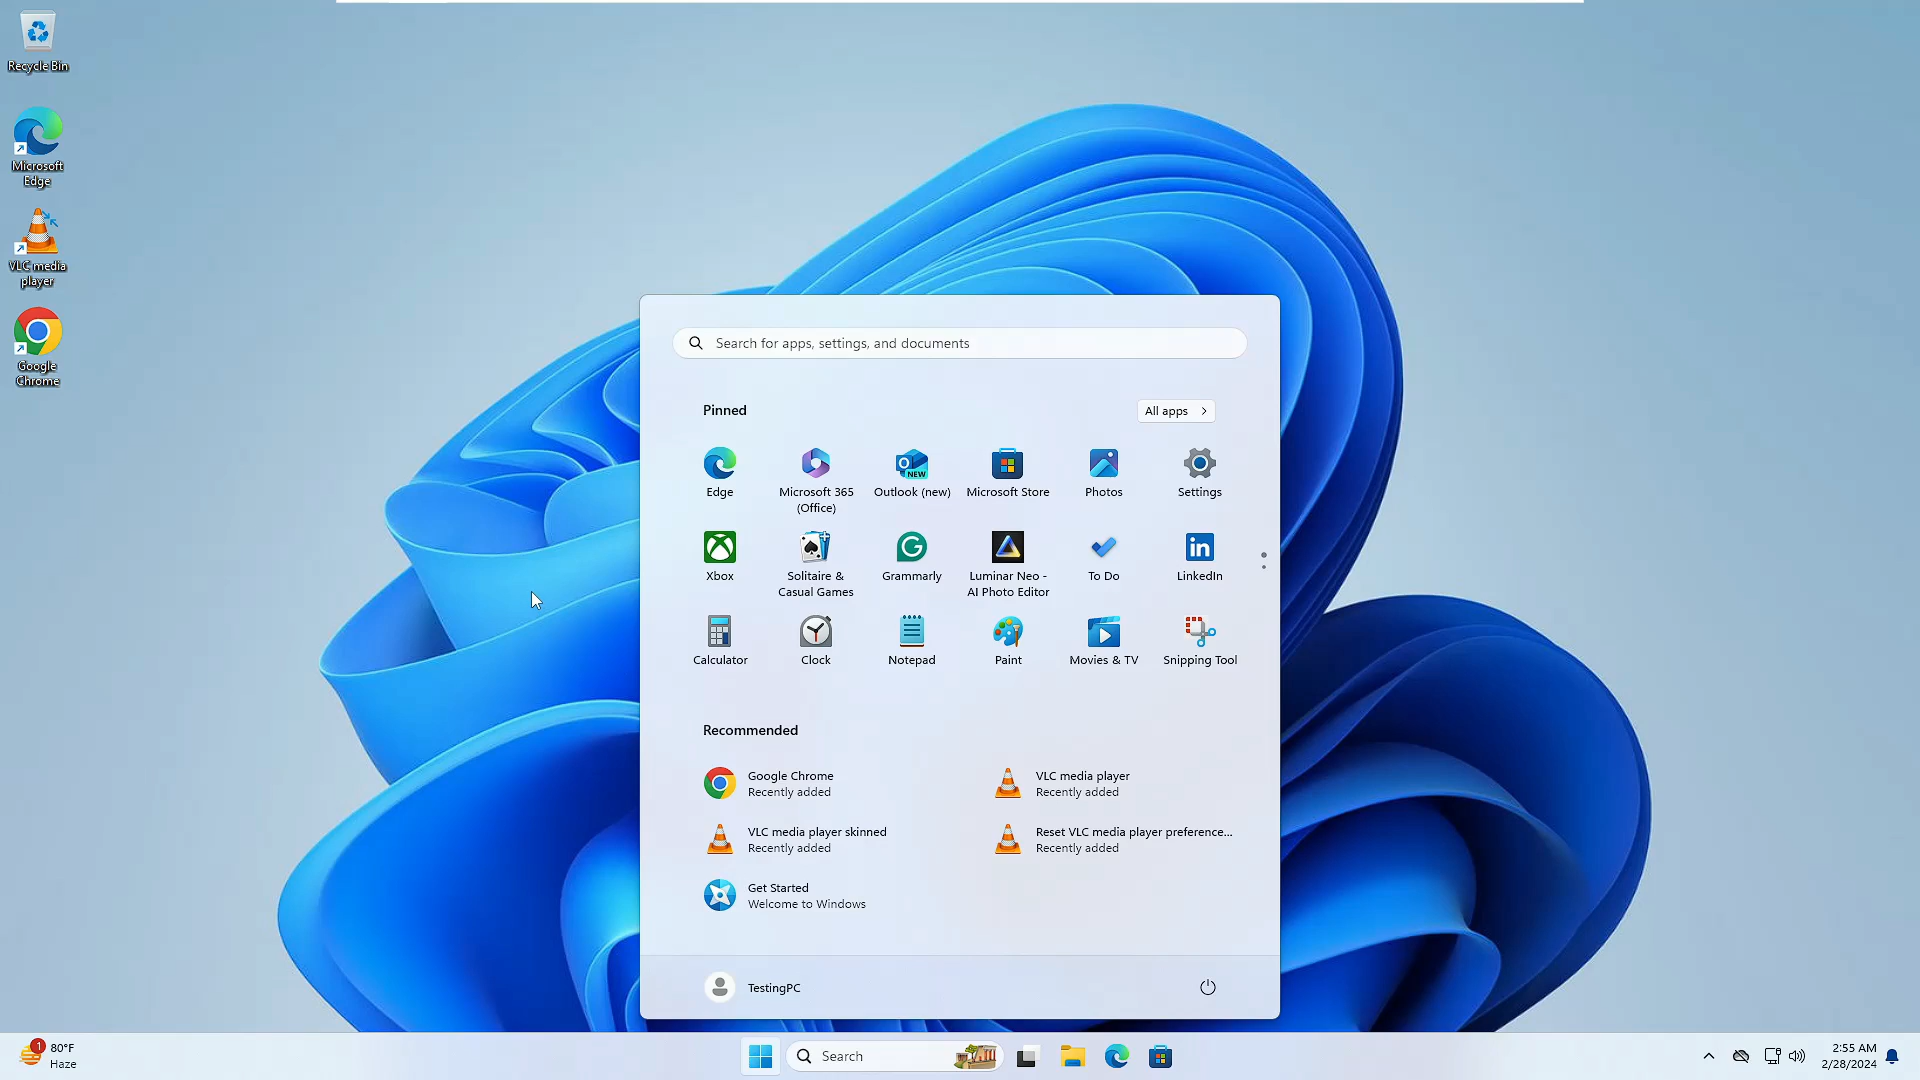 Recycle Bin
Microsoft
Edge
VLC media
player
Google
Chrome
Search for apps, settings, and documents
Pinned
All apps
Edge
Microsoft 365
(Office)
Outlook (new)
NEW
Microsoft Store
Photos
Settings
Xbox
Solitaire &
Casual Games
Grammarly
Luminar Neo -
AI Photo Editor
To Do
LinkedIn
Calculator
Clock
Notepad
Paint
Movies & TV
Snipping Tool
Recommended
Google Chrome
Recently added
VLC media player
Recently added
VLC media player skinned
Recently added
Reset VLC media player preference...
Recently added
Get Started
Welcome to Windows
TestingPC
1
80°F
Haze
Search
2:55 AM
2/28/2024